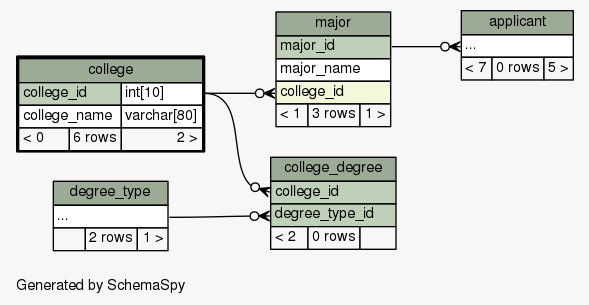 major
major_id
major_name
college_id
< 1 3 rows 1 >
applicant
...
< 7 0 rows 5 >
college
college_id int[10]
college_name varchar[80]
< 0 6 rows 2 >
college_degree
college_id
degree_type_id
< 2 0 rows
degree_type
...
2 rows 1 >
Generated by SchemaSpy